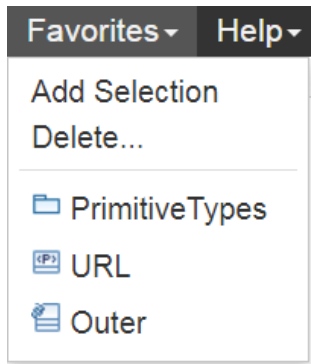 Favorites Help
Add Selection
Delete...
PrimitiveTypes
<P> URL
Outer